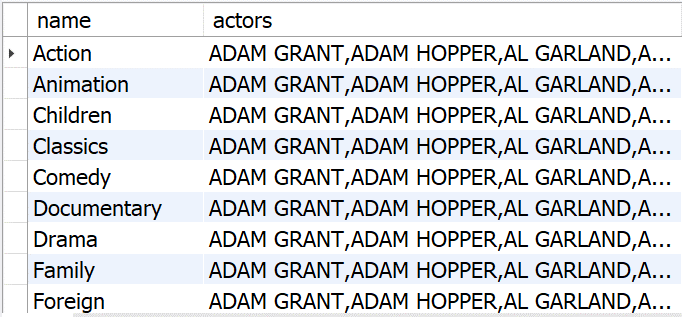 name actors
Action ADAM GRANT,ADAM HOPPER,AL GARLAND,A...
Animation ADAM GRANT,ADAM HOPPER,AL GARLAND,A...
Children ADAM GRANT,ADAM HOPPER,AL GARLAND,A...
Classics ADAM GRANT,ADAM HOPPER,AL GARLAND,A...
Comedy ADAM GRANT,ADAM HOPPER,AL GARLAND,A...
Documentary ADAM GRANT,ADAM HOPPER,AL GARLAND,A...
Drama ADAM GRANT,ADAM HOPPER,AL GARLAND,A...
Family ADAM GRANT,ADAM HOPPER,AL GARLAND,A...
Foreign ADAM GRANT,ADAM HOPPER,AL GARLAND,A...